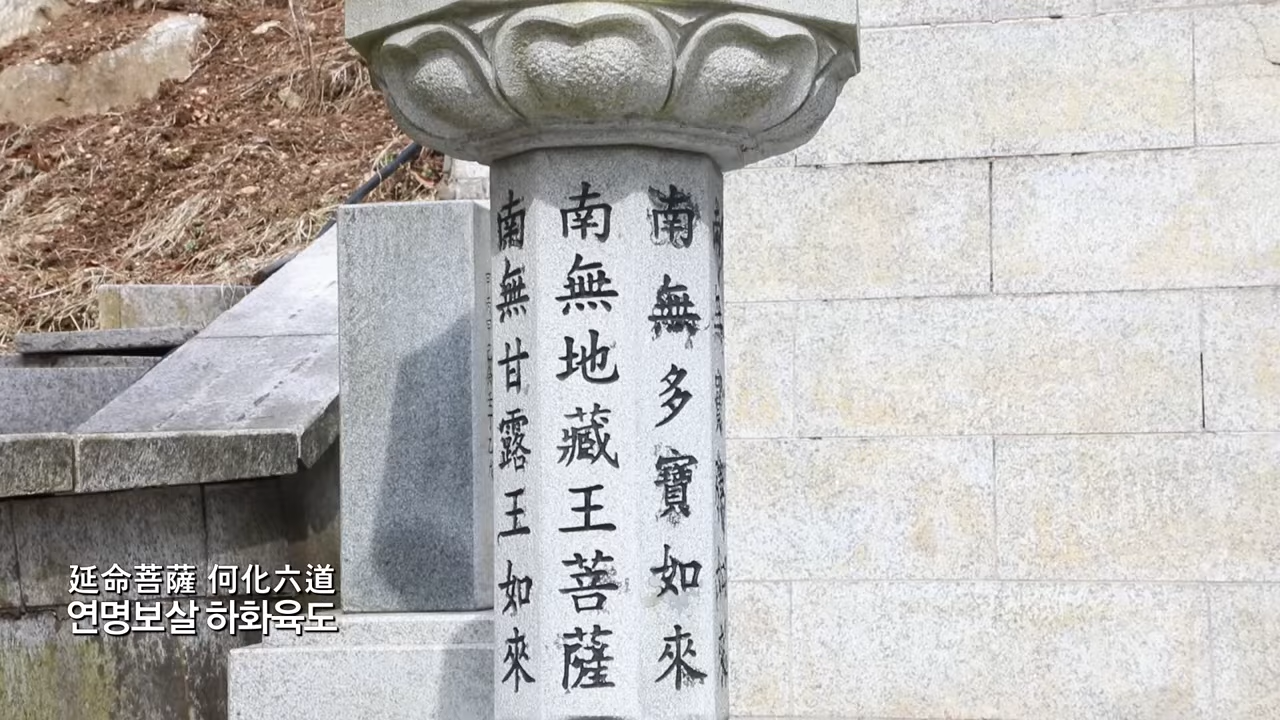 南無多寶如來
南無地藏王菩薩
南無甘露王如來
延命菩薩 何化六道
연명보살 하화육도